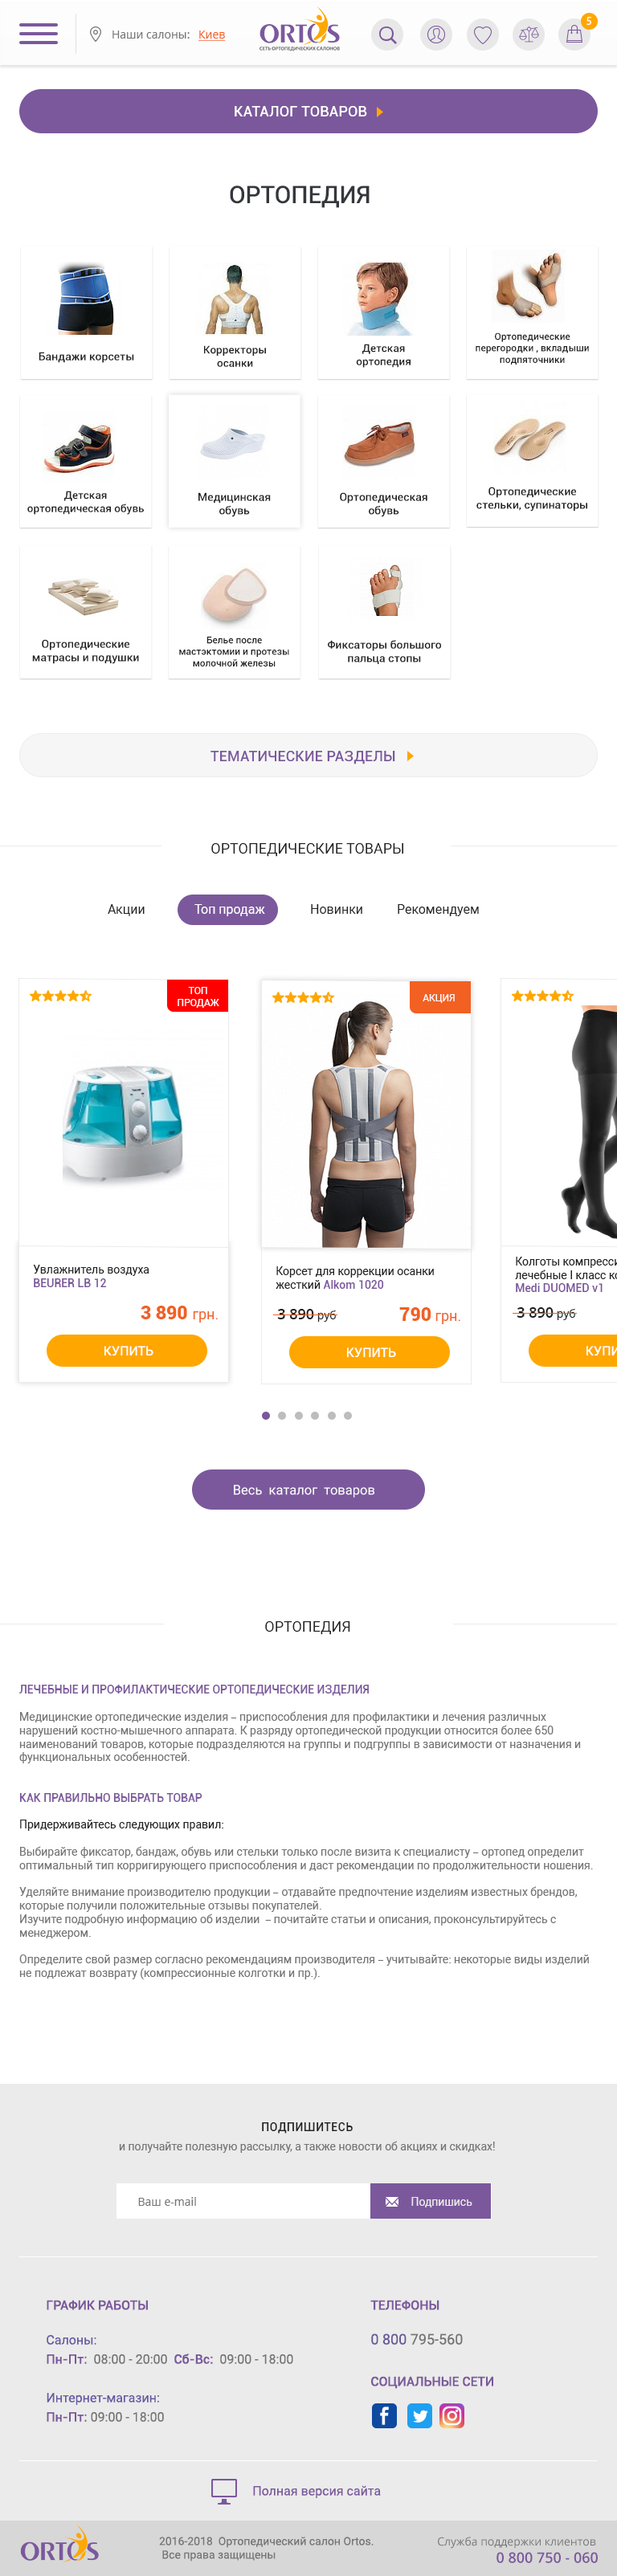 Наши салоны: Киев
ORTOS
СЕТЬ ОРТОПЕДИЧЕСКИХ САЛОНОВ
5
КАТАЛОГ ТОВАРОВ
ОРТОПЕДИЯ
Бандажи корсеты
Корректоры
осанки
Детская
ортопедия
Ортопедические
перегородки , вкладыши
подпяточники
Детская
ортопедическая обувь
Медицинская
обувь
Ортопедическая
обувь
Ортопедические
стельки, супинаторы
Ортопедические
матрасы и подушки
Белье после
мастэктомии и протезы
молочной железы
Фиксаторы большого
пальца стопы
ТЕМАТИЧЕСКИЕ РАЗДЕЛЫ
ОРТОПЕДИЧЕСКИЕ ТОВАРЫ
Акции
Топ продаж
Новинки
Рекомендуем
ТОП
ПРОДАЖ
Увлажнитель воздуха
BEURER LB 12
3 890 грн.
КУПИТЬ
АКЦИЯ
Корсет для коррекции осанки
жесткий Alkom 1020
3 890 руб
790 грн.
КУПИТЬ
Колготы компресси
лечебные I класс к
Medi DUOMED v1
3 890 руб
КУПИ
Весь каталог товаров
ОРТОПЕДИЯ
ЛЕЧЕБНЫЕ И ПРОФИЛАКТИЧЕСКИЕ ОРТОПЕДИЧЕСКИЕ ИЗДЕЛИЯ
Медицинские ортопедические изделия – приспособления для профилактики и лечения различных
нарушений костно-мышечного аппарата. К разряду ортопедической продукции относится более 650
наименований товаров, которые подразделяются на группы и подгруппы в зависимости от назначения и
функциональных особенностей.
КАК ПРАВИЛЬНО ВЫБРАТЬ ТОВАР
Придерживайтесь следующих правил:
Выбирайте фиксатор, бандаж, обувь или стельки только после визита к специалисту – ортопед определит
оптимальный тип корригирующего приспособления и даст рекомендации по продолжительности ношения.
Уделяйте внимание производителю продукции – отдавайте предпочтение изделиям известных брендов,
которые получили положительные отзывы покупателей.
Изучите подробную информацию об изделии – почитайте статьи и описания, проконсультируйтесь с
менеджером.
Определите свой размер согласно рекомендациям производителя – учитывайте: некоторые виды изделий
не подлежат возврату (компрессионные колготки и пр.).
ПОДПИШИТЕСЬ
и получайте полезную рассылку, а также новости об акциях и скидках!
Ваш e-mail
Подпишись
ГРАФИК РАБОТЫ
Салоны:
Пн-Пт: 08:00 - 20:00 Сб-Вс: 09:00 - 18:00
Интернет-магазин:
Пн-Пт: 09:00 - 18:00
ТЕЛЕФОНЫ
0 800 795-560
СОЦИАЛЬНЫЕ СЕТИ
Полная версия сайта
ORTOS
2016-2018 Ортопедический салон Ortos.
Все права защищены
Служба поддержки клиентов
0 800 750 - 060